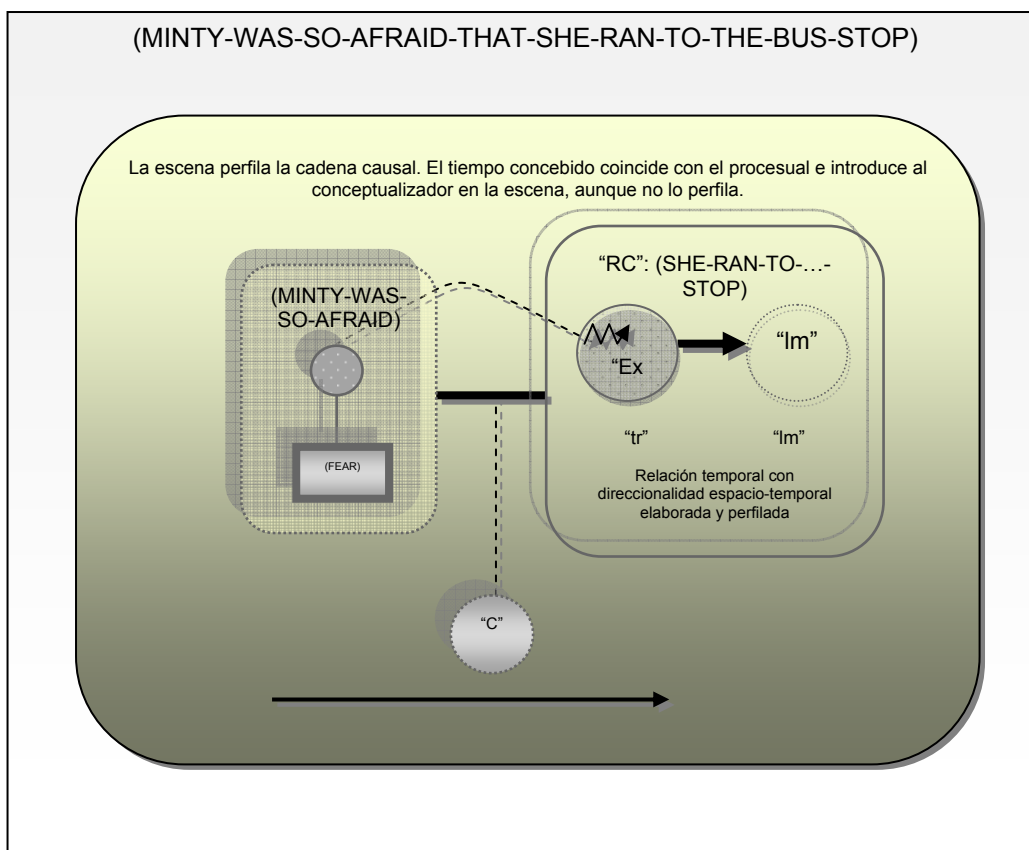 (MINTY-WAS-SO-AFRAID-THAT-SHE-RAN-TO-THE-BUS-STOP)
La escena perfila la cadena causal. El tiempo concebido coincide con el procesual e introduce al
conceptualizador en la escena, aunque no lo perfila.
(MINTY-WAS-
SO-AFRAID)
(FEAR)
“RC”: (SHE-RAN-TO-…-
STOP)
“Ex
“lm”
“tr”
“lm”
Relación temporal con
direccionalidad espacio-temporal
elaborada y perfilada
“C”